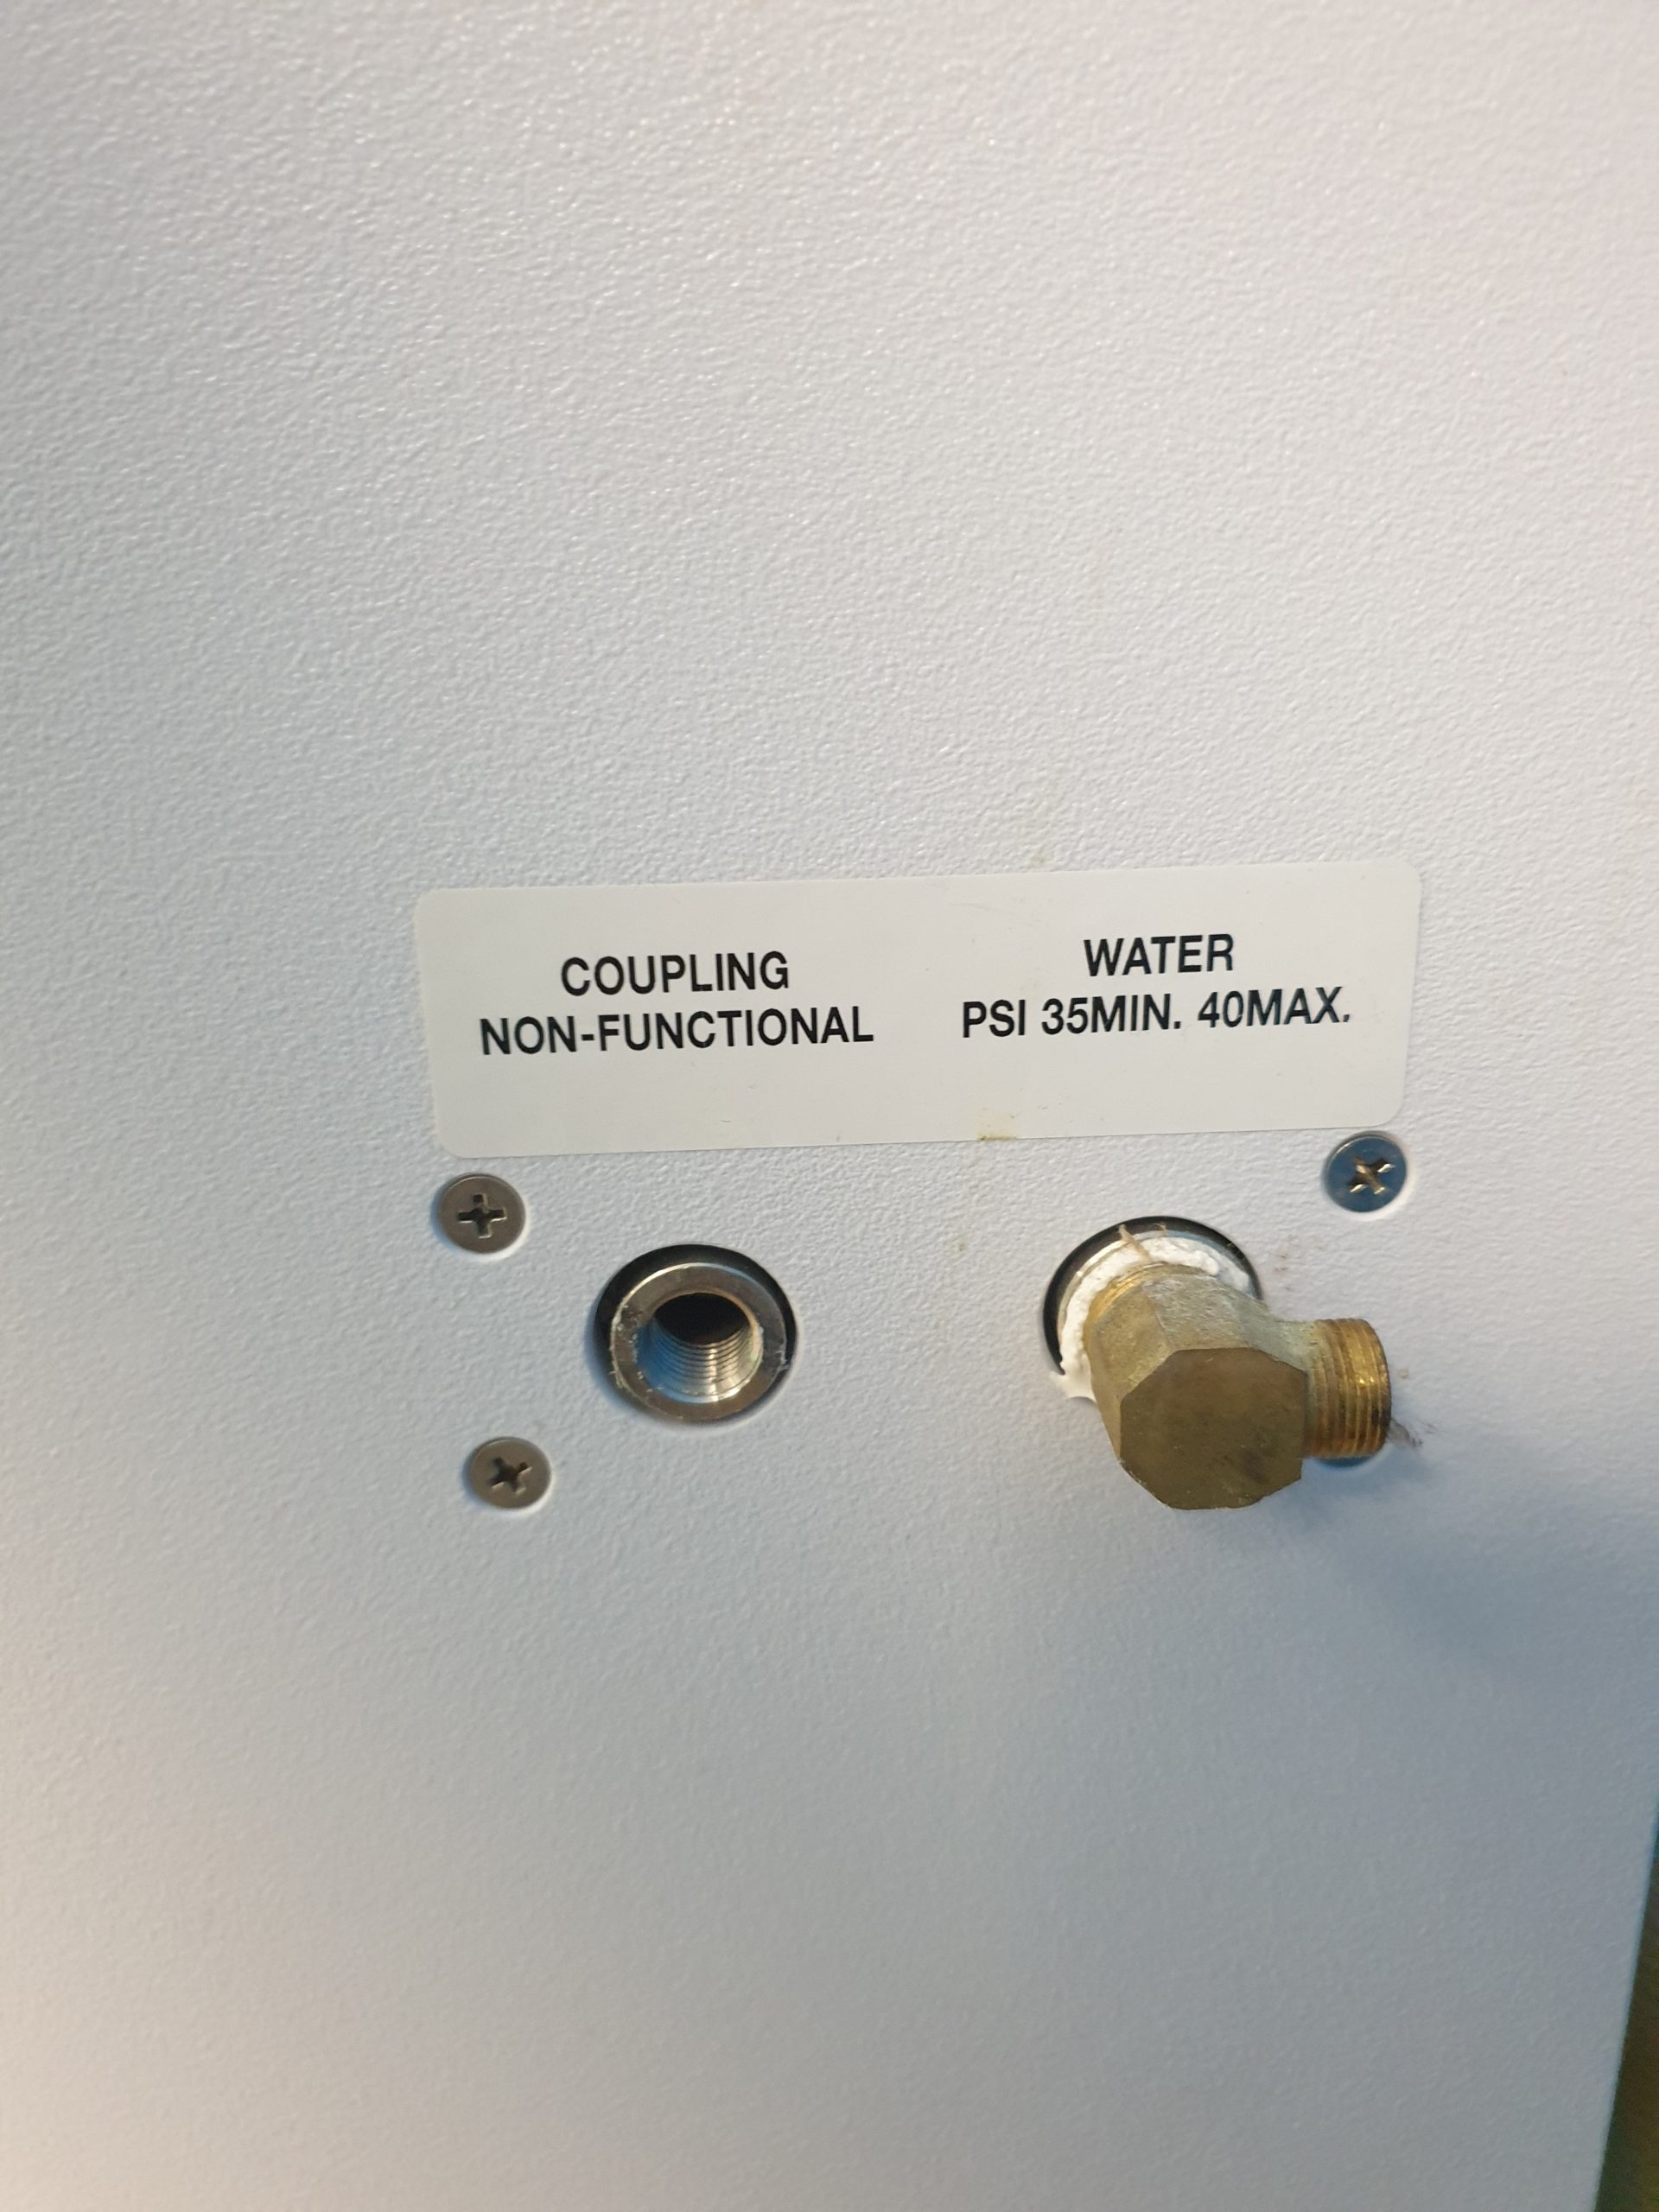 COUPLING
NON-FUNCTIONAL
WATER
PSI 35MIN. 40MAX.